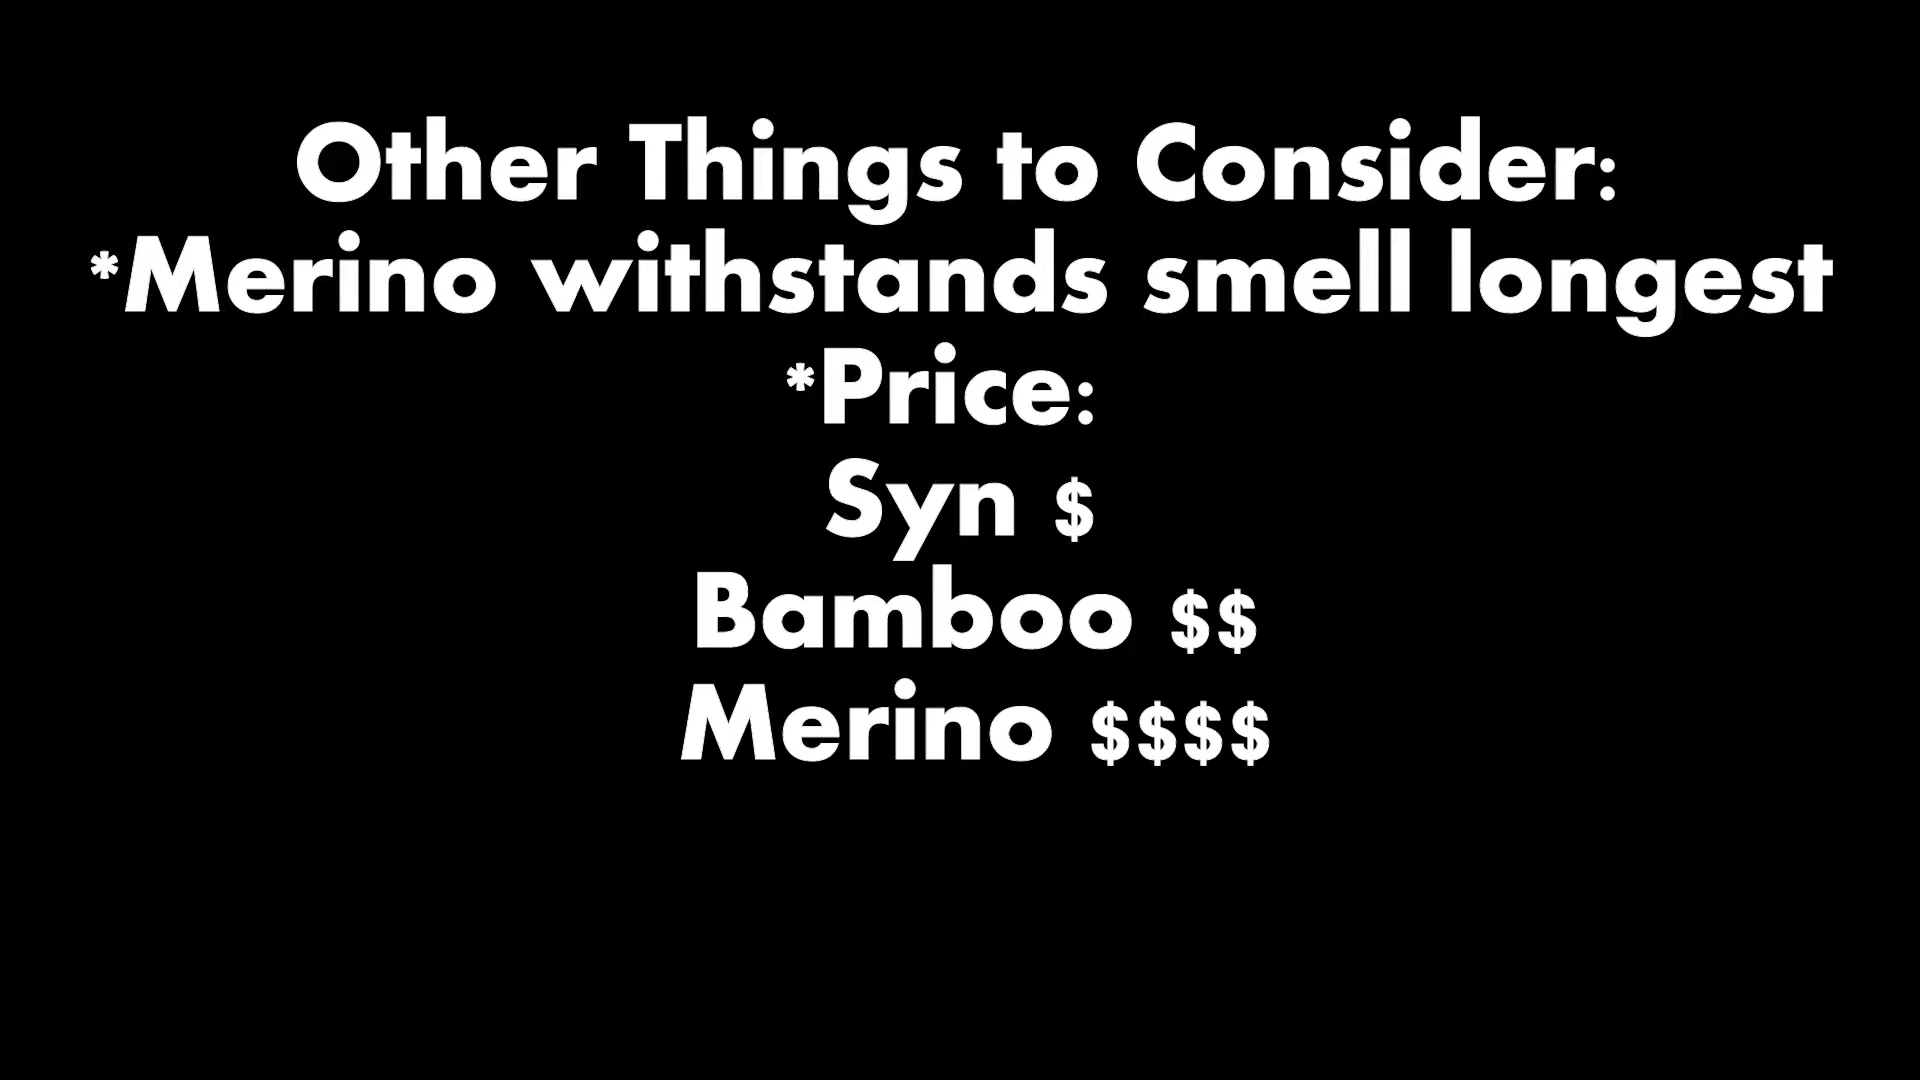 Other Things to Consider:
*Merino withstands smell longest
*Price:
Syn $
Bamboo $$
Merino $$$$